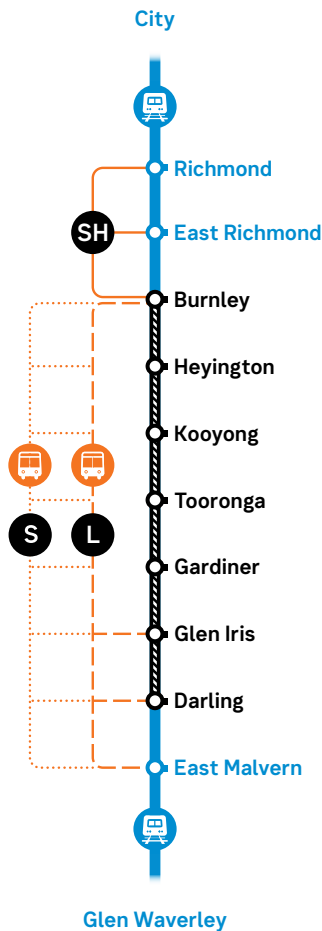 City
Richmond
SH
East Richmond
Burnley
Heyington
Kooyong
Tooronga
S
L
Gardiner
Glen Iris
Darling
East Malvern
Glen Waverley